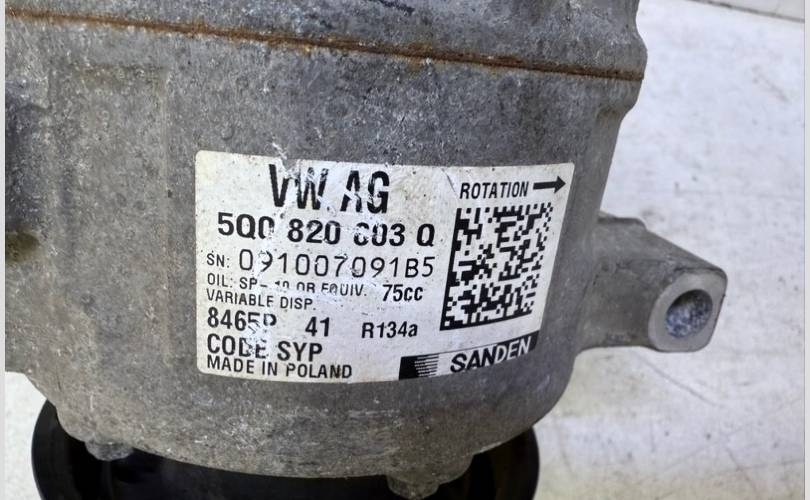 VW AG
ROTATION
5Q0 820 803 Q
SN: 091007091B5
OIL: SP-10 OR EQUIV. 75cc
VARIABLE DISP.
41 R134a
CODE SYP
MADE IN POLAND
SANDEN